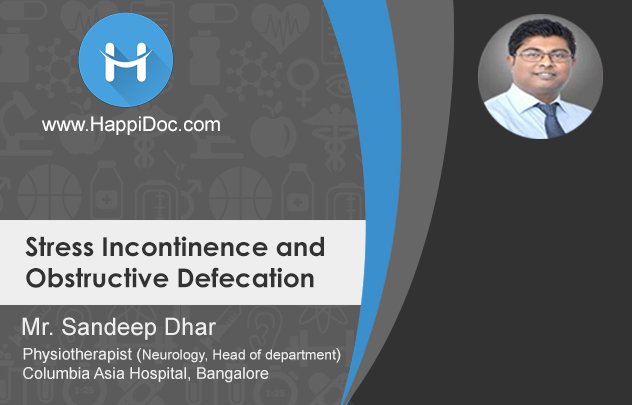 H
www.HappiDoc.com
Stress Incontinence and
Obstructive Defecation
Mr. Sandeep Dhar
Physiotherapist (Neurology, Head of department)
Columbia Asia Hospital, Bangalore